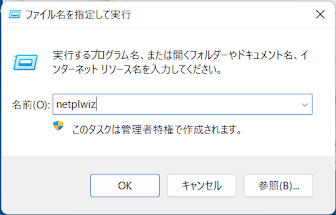 ファイル名を指定して実行
実行するプログラム名、または開くフォルダーやドキュメント名、イ
ンターネット リソース名を入力してください。
名前(O): netplwiz
このタスクは管理者特権で作成されます。
OK キャンセル 参照(B)...